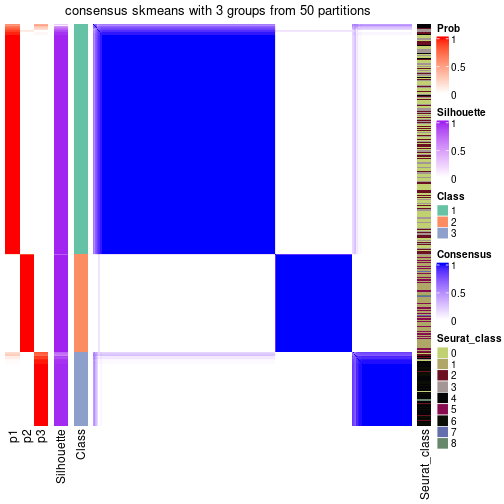 consensus skmeans with 3 groups from 50 partitions
Prob
1
0.5
0
Silhouette
1
0.5
0
Class
1
2
3
Consensus
1
0.5
0
Seurat_class
0
1
2
3
4
5
6
7
8
p1
p2
p3
Silhouette
Class
Seurat_class